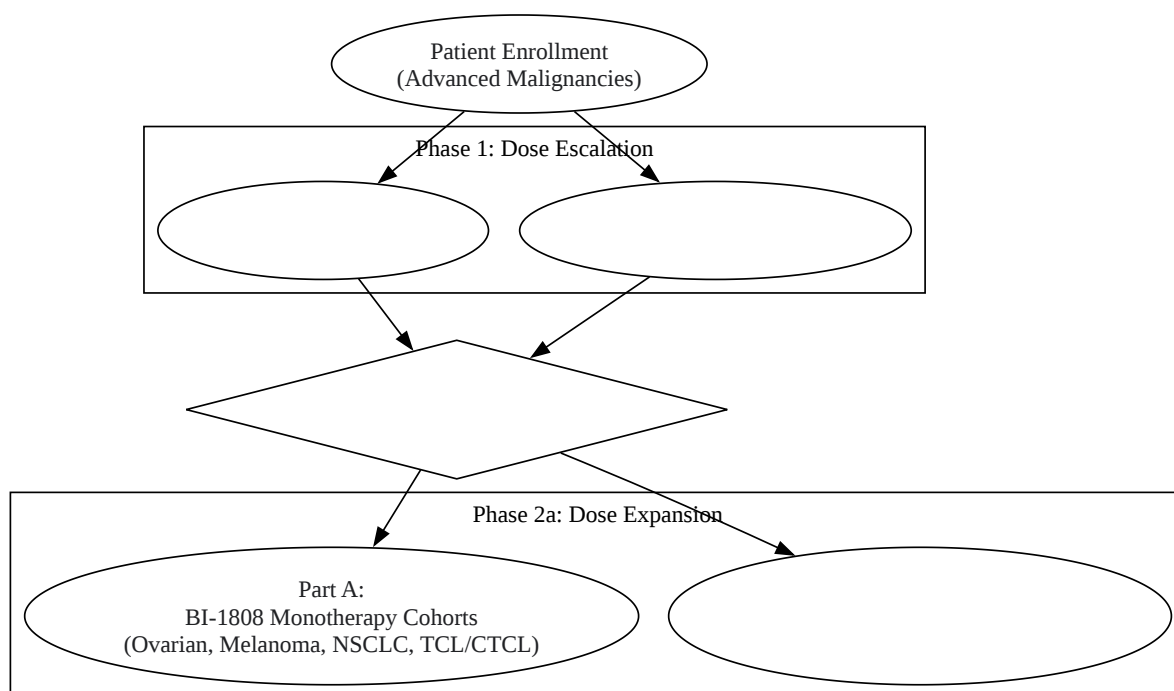 Patient Enrollment
(Advanced Malignancies)
Phase 1: Dose Escalation
Phase 2a: Dose Expansion
Part A:
BI-1808 Monotherapy Cohorts
(Ovarian, Melanoma, NSCLC, TCL/CTCL)